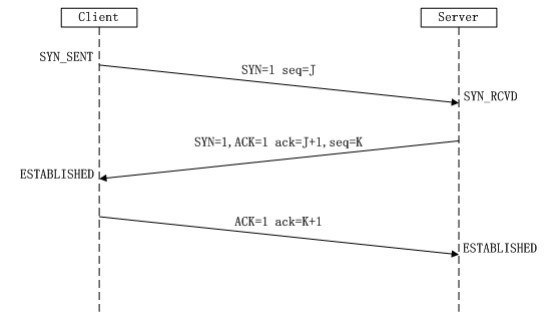 Client
Server
SYN_SENT
SYN=1 seq=J
SYN_RCVD
SYN=1,ACK=1 ack=J+1,seq=K
ESTABLISHED
ACK=1 ack=K+1
ESTABLISHED